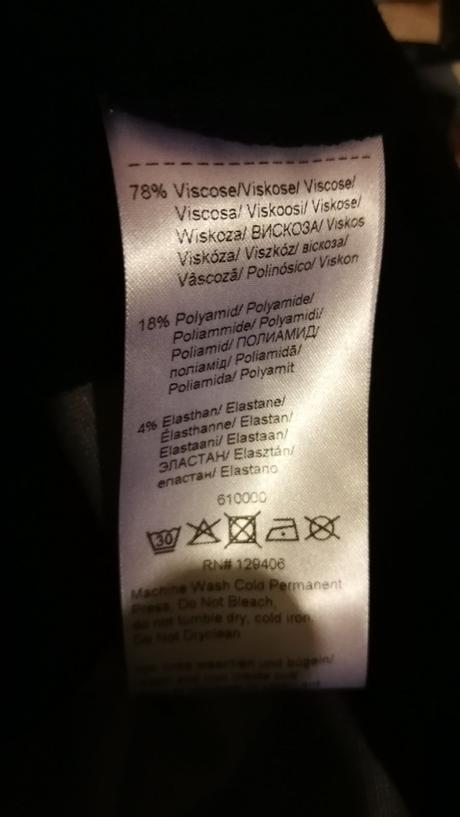 78% Viscose/Viskose/ Viscose/
Viscosa/ Viskoosi/ Viskose/
Wiskoza/ ВИСКОЗА/ Viskos
Viskóza/ Viszkóz/ віскоза/
Vâscoză/ Polinósico/ Viskon
18% Polyamid/ Polyamide/
Poliammide/ Polyamidi/
Poliamid/ ПОЛИАМИД/
поліамід/ Poliamidă/
Poliamida/ Polyamit
4% Elasthan/ Elastane/
Élasthanne/ Elastan/
Elastaani/ Elastaan/
ЭЛАСТАН/ Elasztán/
еластан/ Elastano
610000
30
RN# 129406
Machine Wash Cold Permanent
Press, Do Not Bleach,
do not tumble dry, cold iron,
Do Not Dryclean
waschen und bügeln/